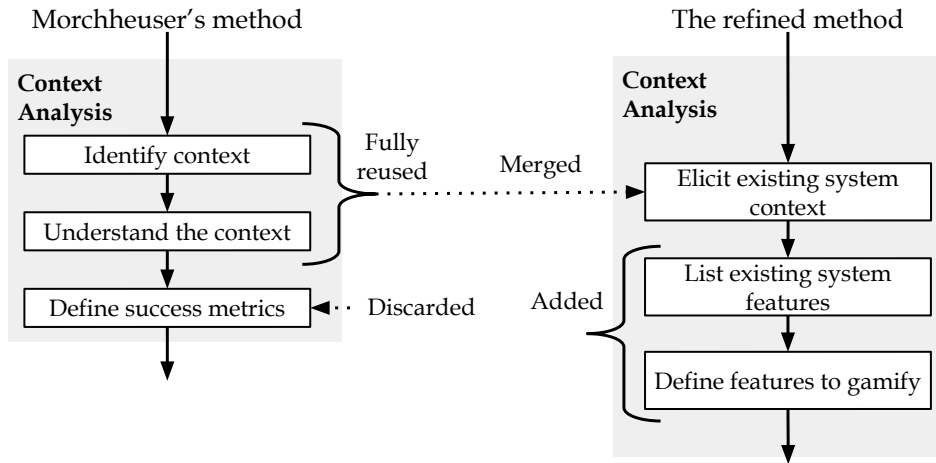 Morchheuser's method
Context
Analysis
Identify context
Understand the context
Define success metrics
Fully
reused
Merged
Discarded
The refined method
Context
Analysis
Elicit existing system
context
List existing system
features
Define features to gamify
Added